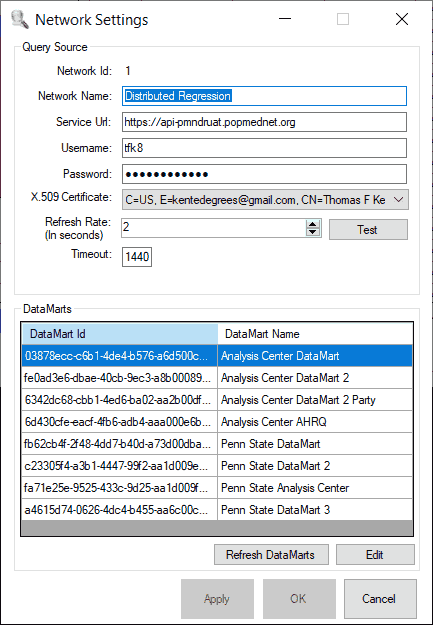 Network Settings
Query Source
Network Id: 1
Network Name: Distributed Regression
Service Url: https://api-pmndruat.popmednet.org
Username: tfk8
Password: ●●●●●●●●●●●●
X.509 Certificate: C=US, E=kentedegrees@gmail.com, CN=Thomas F Ke
Refresh Rate: 2 Test
(In seconds)
Timeout: 1440
DataMarts
DataMart Id DataMart Name
03878ecc-c6b1-4de4-b576-a6d500c... Analysis Center DataMart
fe0ad3e6-dbae-40cb-9ec3-a8b00089... Analysis Center DataMart 2
6342dc68-cbb1-4ed6-ba02-aa2b00df... Analysis Center DataMart 2 Party
6d430cfe-eacf-4fb6-adb4-aaa000e6b... Analysis Center AHRQ
fb62cb4f-2f48-4dd7-b40d-a73d00dba... Penn State DataMart
c23305f4-a3b1-4447-99f2-aa1d009e... Penn State DataMart 2
fa71e25e-9525-433c-9d25-aa1d009f... Penn State Analysis Center
a4615d74-0626-4dc4-b455-aa6c00c... Penn State DataMart 3
Refresh DataMarts Edit
Apply OK Cancel